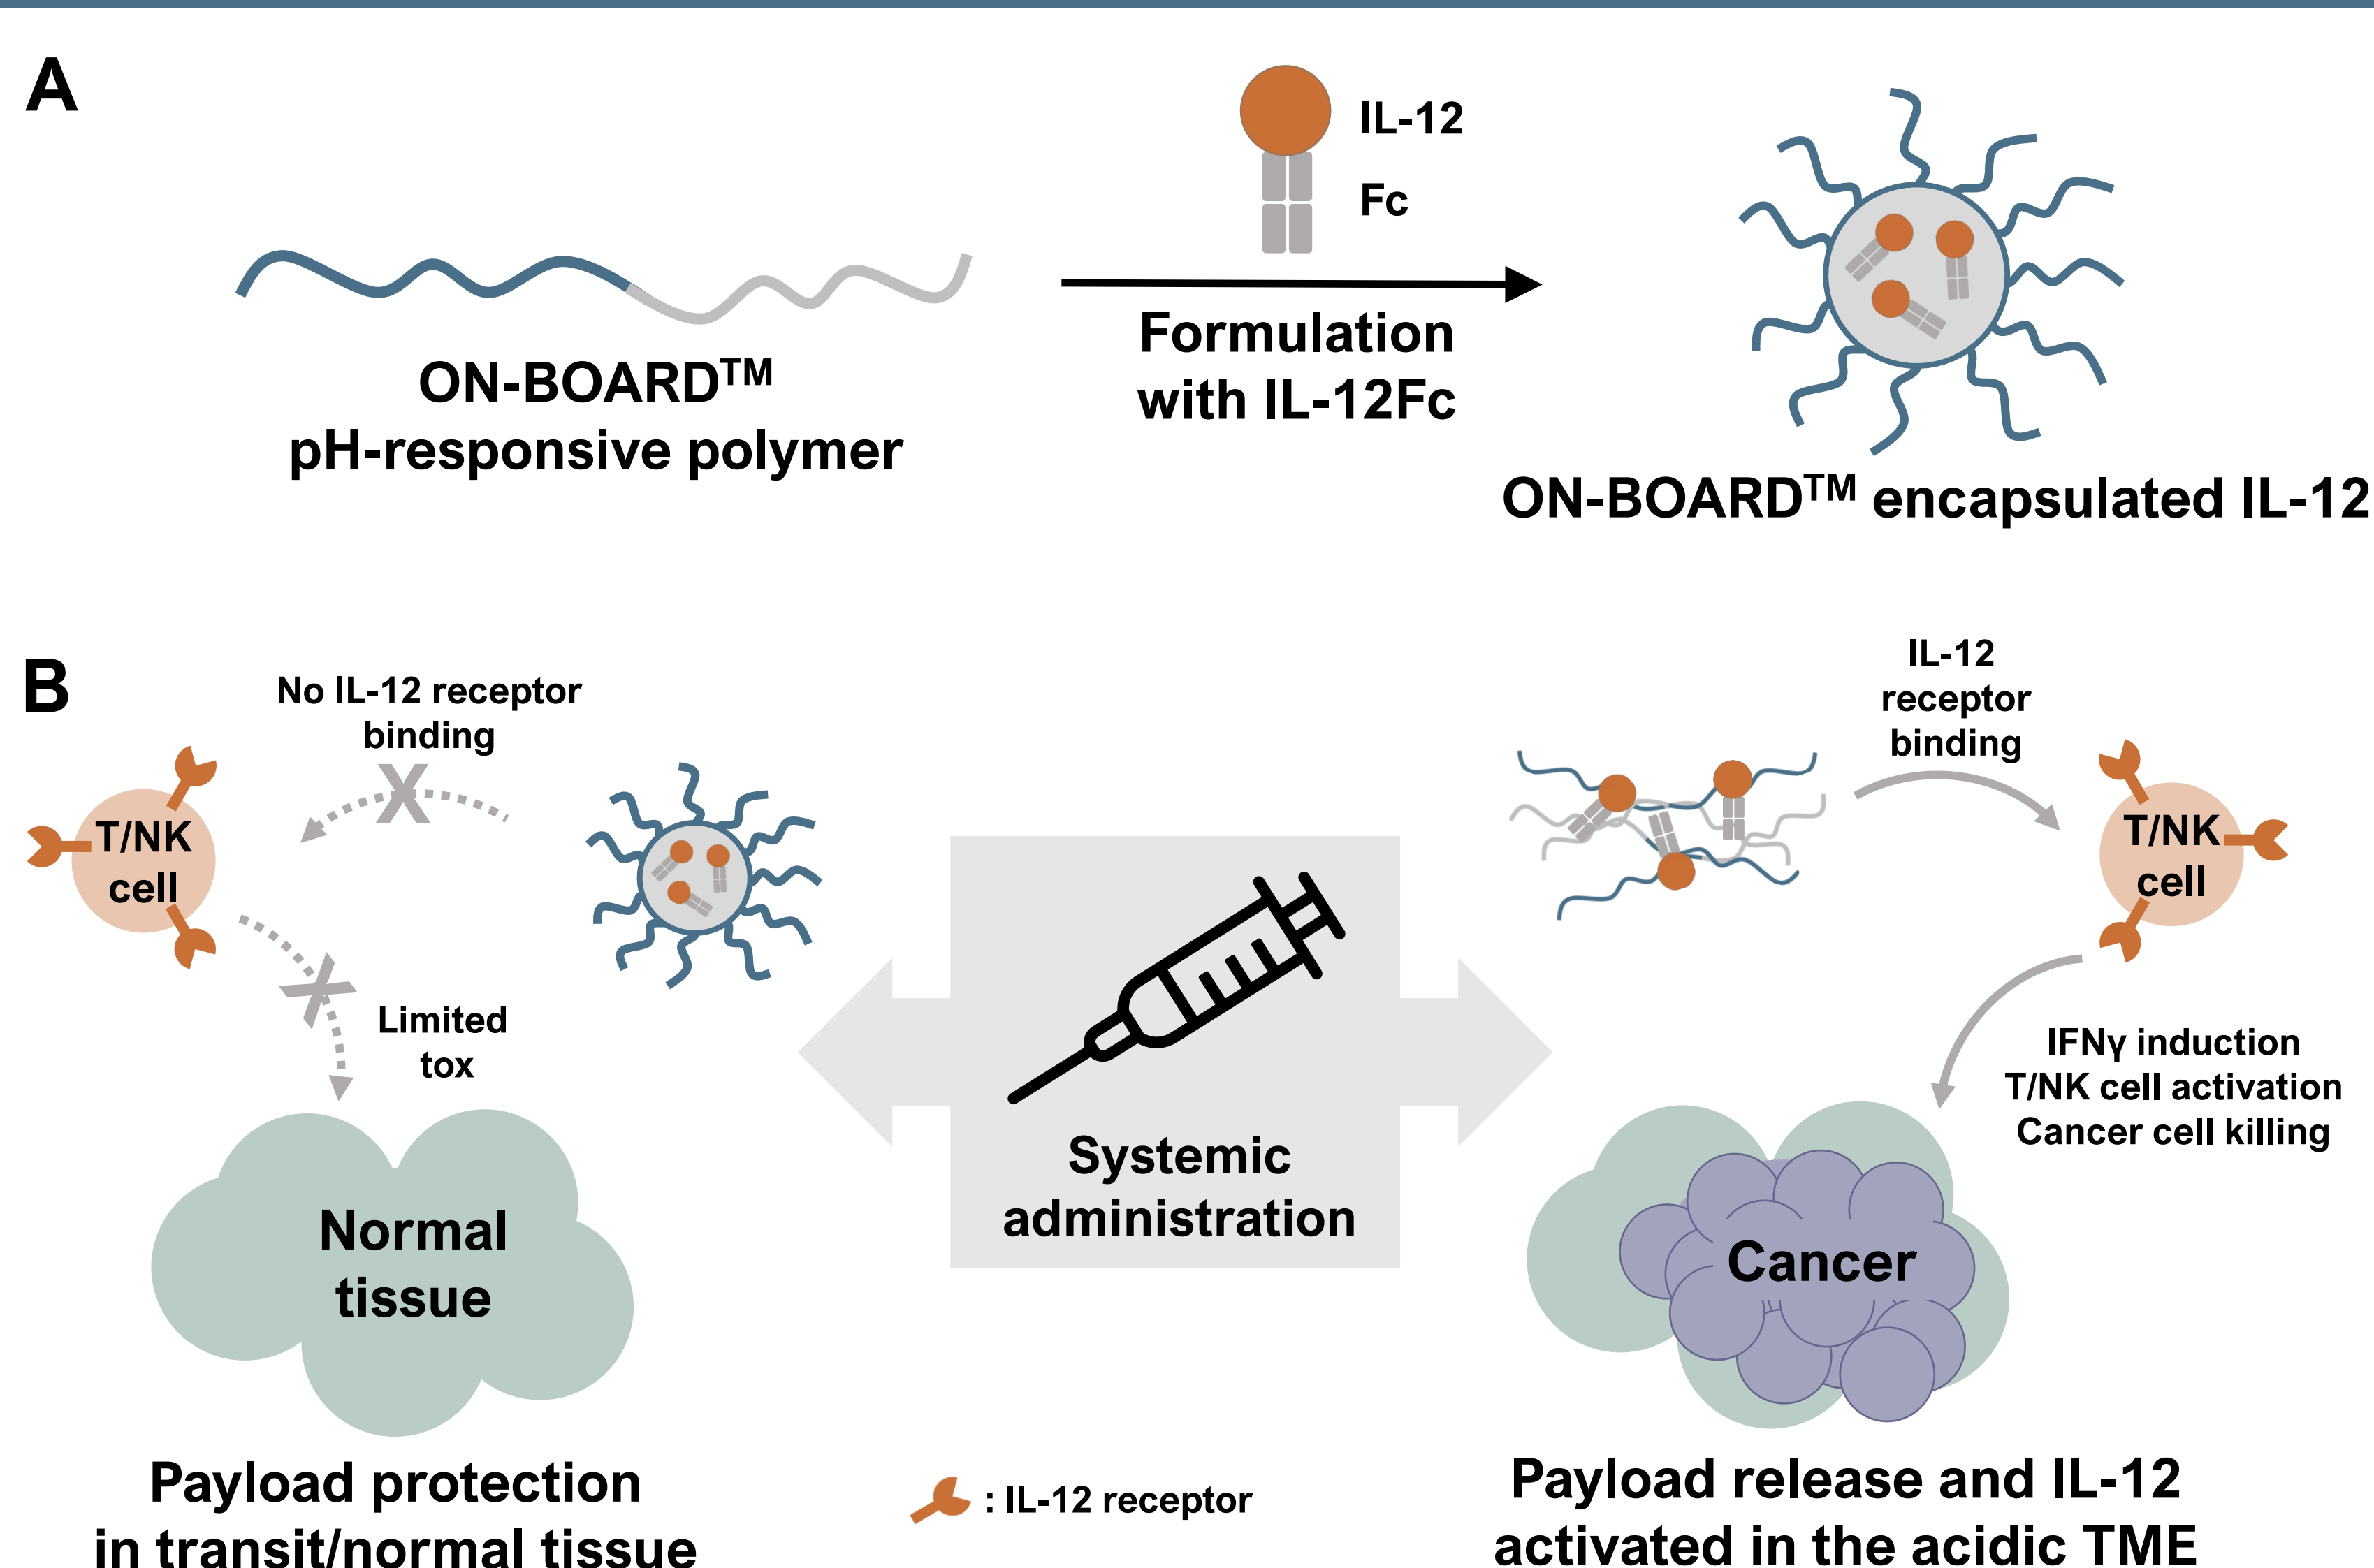 A
IL-12
Fc
ON-BOARD™
pH-responsive polymer
Formulation
with IL-12Fc
ON-BOARD™ encapsulated IL-12
B
No IL-12 receptor
binding
X
T/NK
cell
X
Limited
tox
Normal
tissue
Payload protection
in transit/normal tissue
Systemic
administration
: IL-12 receptor
IL-12
receptor
binding
T/NK
cell
IFNγ induction
T/NK cell activation
Cancer cell killing
Cancer
Payload release and IL-12
activated in the acidic TME